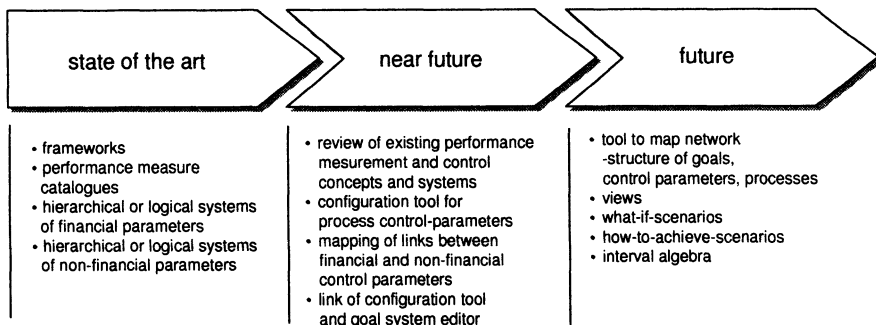 state of the art
near future
future
• frameworks
• performance measure
catalogues
• hierarchical or logical systems
of financial parameters
• hierarchical or logical systems
of non-financial parameters
• review of existing performance
mesurement and control
concepts and systems
• configuration tool for
process control-parameters
• mapping of links between
financial and non-financial
control parameters
• link of configuration tool
and goal system editor
• tool to map network
-structure of goals,
control parameters, processes
• views
• what-if-scenarios
• how-to-achieve-scenarios
• interval algebra